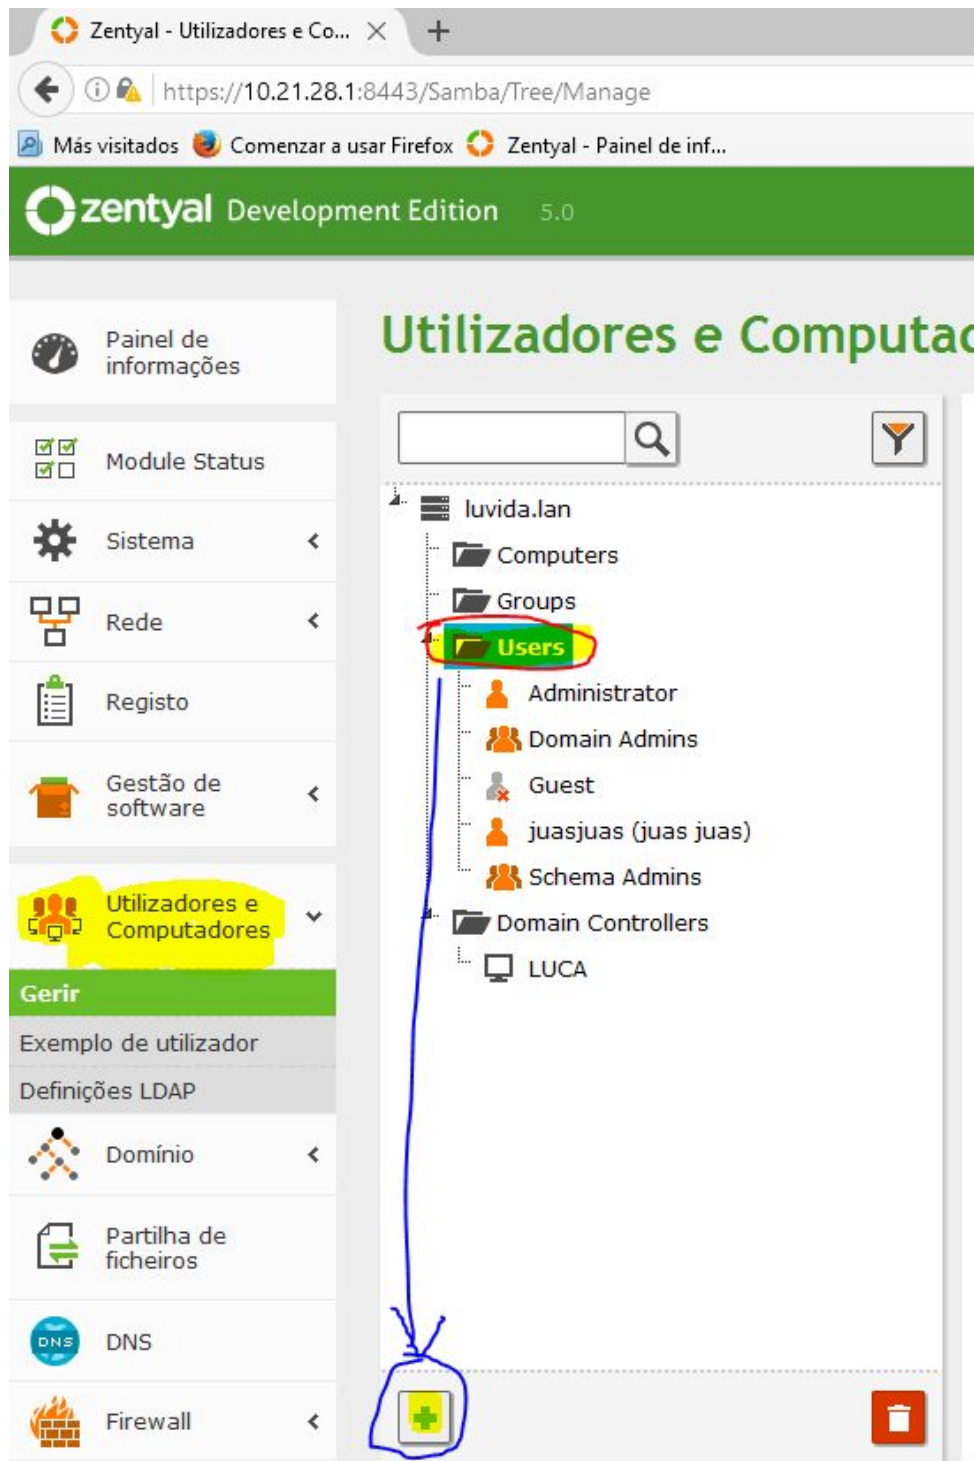 Zentyal - Utilizadores e Co...
https://10.21.28.1:8443/Samba/Tree/Manage
Más visitados Comenzar a usar Firefox Zentyal - Painel de inf...
zentyal Development Edition 5.0
Painel de
informações
Module Status
Sistema
Rede
Registo
Gestão de
software
Utilizadores e
Computadores
Gerir
Exemplo de utilizador
Definições LDAP
Domínio
Partilha de
ficheiros
DNS
DNS
Firewall
Utilizadores e Computad
luvida.lan
Computers
Groups
Users
Administrator
Domain Admins
Guest
juasjuas (juas juas)
Schema Admins
Domain Controllers
LUCA